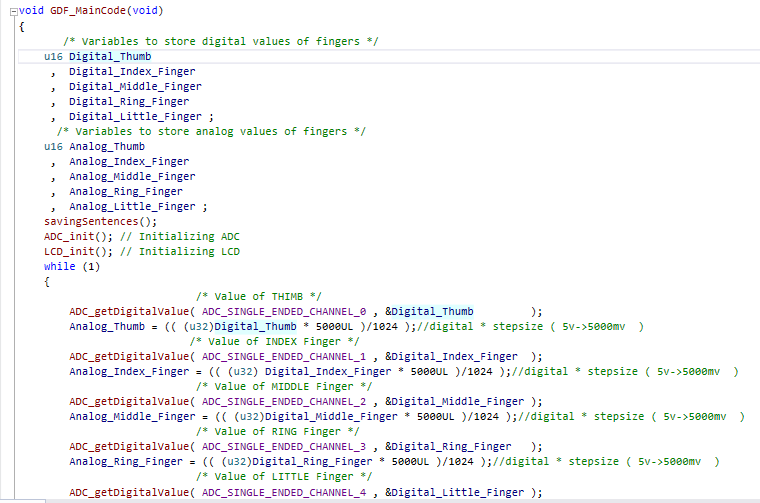 void GDF_MainCode(void)
{
/* Variables to store digital values of fingers */
u16 Digital_Thumb
, Digital_Index_Finger
, Digital_Middle_Finger
, Digital_Ring_Finger
, Digital_Little_Finger ;
/* Variables to store analog values of fingers */
u16 Analog_Thumb
, Analog_Index_Finger
, Analog_Middle_Finger
, Analog_Ring_Finger
, Analog_Little_Finger ;
savingSentences();
ADC_init(); // Initializing ADC
LCD_init(); // Initializing LCD
while (1)
{
/* Value of THIMB */
ADC_getDigitalValue( ADC_SINGLE_ENDED_CHANNEL_0 , &Digital_Thumb );
Analog_Thumb = (( (u32)Digital_Thumb * 5000UL )/1024 );//digital * stepsize ( 5v->5000mv )
/* Value of INDEX Finger */
ADC_getDigitalValue( ADC_SINGLE_ENDED_CHANNEL_1 , &Digital_Index_Finger );
Analog_Index_Finger = (( (u32) Digital_Index_Finger * 5000UL )/1024 );//digital * stepsize ( 5v->5000mv )
/* Value of MIDDLE Finger */
ADC_getDigitalValue( ADC_SINGLE_ENDED_CHANNEL_2 , &Digital_Middle_Finger );
Analog_Middle_Finger = (( (u32)Digital_Middle_Finger * 5000UL )/1024 );//digital * stepsize ( 5v->5000mv )
/* Value of RING Finger */
ADC_getDigitalValue( ADC_SINGLE_ENDED_CHANNEL_3 , &Digital_Ring_Finger );
Analog_Ring_Finger = (( (u32)Digital_Ring_Finger * 5000UL )/1024 );//digital * stepsize ( 5v->5000mv )
/* Value of LITTLE Finger */
ADC_getDigitalValue( ADC_SINGLE_ENDED_CHANNEL_4 , &Digital_Little_Finger );